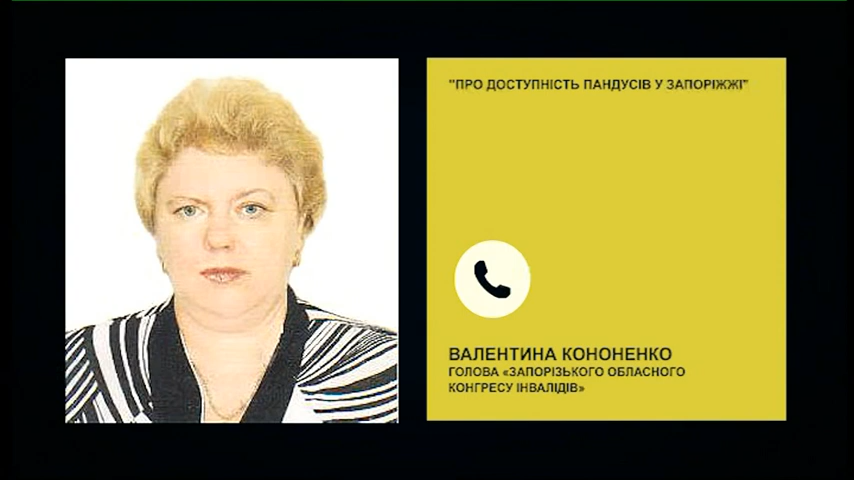 "ПРО ДОСТУПНІСТЬ ПАНДУСІВ У ЗАПОРІЖЖІ"
ВАЛЕНТИНА КОНОНЕНКО
ГОЛОВА «ЗАПОРІЗЬКОГО ОБЛАСНОГО
КОНГРЕСУ ІНВАЛІДІВ»